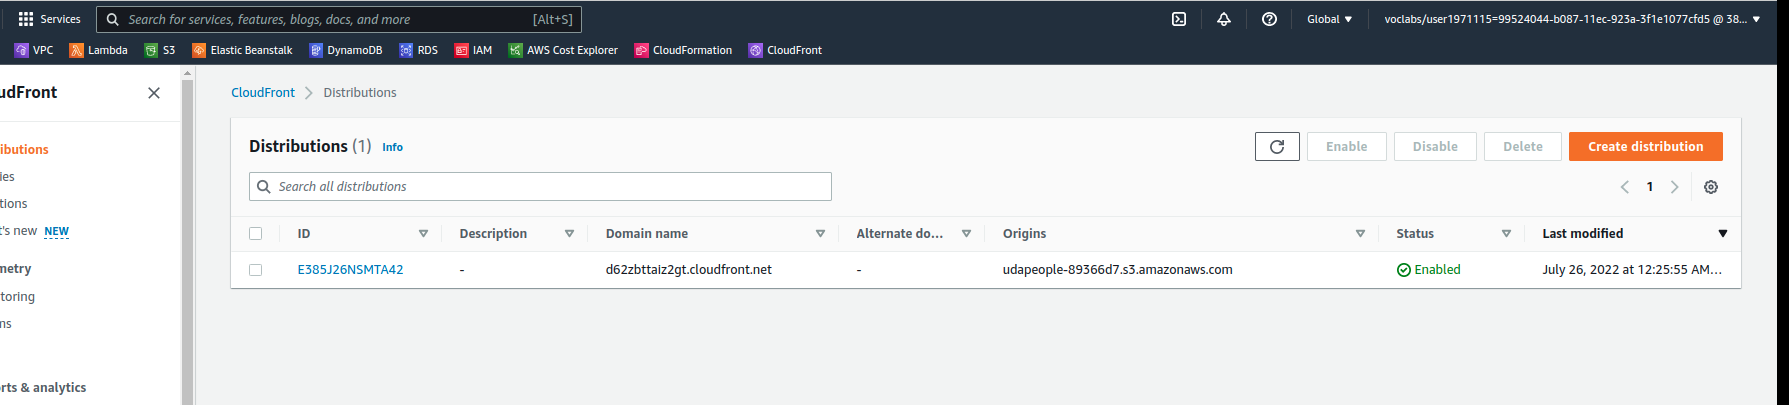 Services Search for services, features, blogs, docs, and more [Alt+S] Global voclabs/user1971115=99524044-b087-11ec-923a-3f1e1077cfd5 @ 38...
VPC Lambda S3 Elastic Beanstalk DynamoDB RDS IAM AWS Cost Explorer CloudFormation CloudFront
udFront
ibutions
ies
tions
t's new NEW
metry
toring
ms
rts & analytics
CloudFront Distributions
Distributions (1) Info Enable Disable Delete Create distribution
Search all distributions 1
ID Description Domain name Alternate do... Origins Status Last modified
E385J26NSMTA42 - d62zbttaiz2gt.cloudfront.net - udapeople-89366d7.s3.amazonaws.com Enabled July 26, 2022 at 12:25:55 AM...